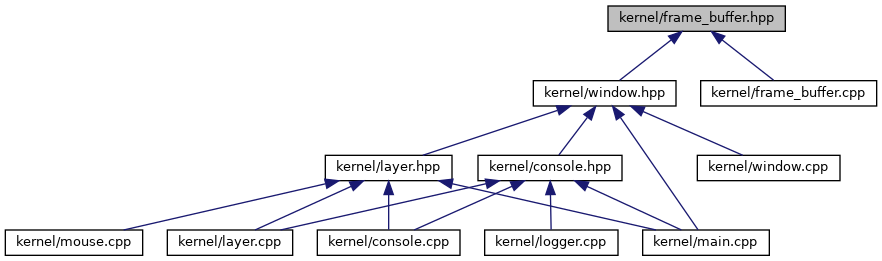 kernel/frame_buffer.hpp
kernel/window.hpp
kernel/frame_buffer.cpp
kernel/layer.hpp
kernel/console.hpp
kernel/window.cpp
kernel/mouse.cpp
kernel/layer.cpp
kernel/console.cpp
kernel/logger.cpp
kernel/main.cpp